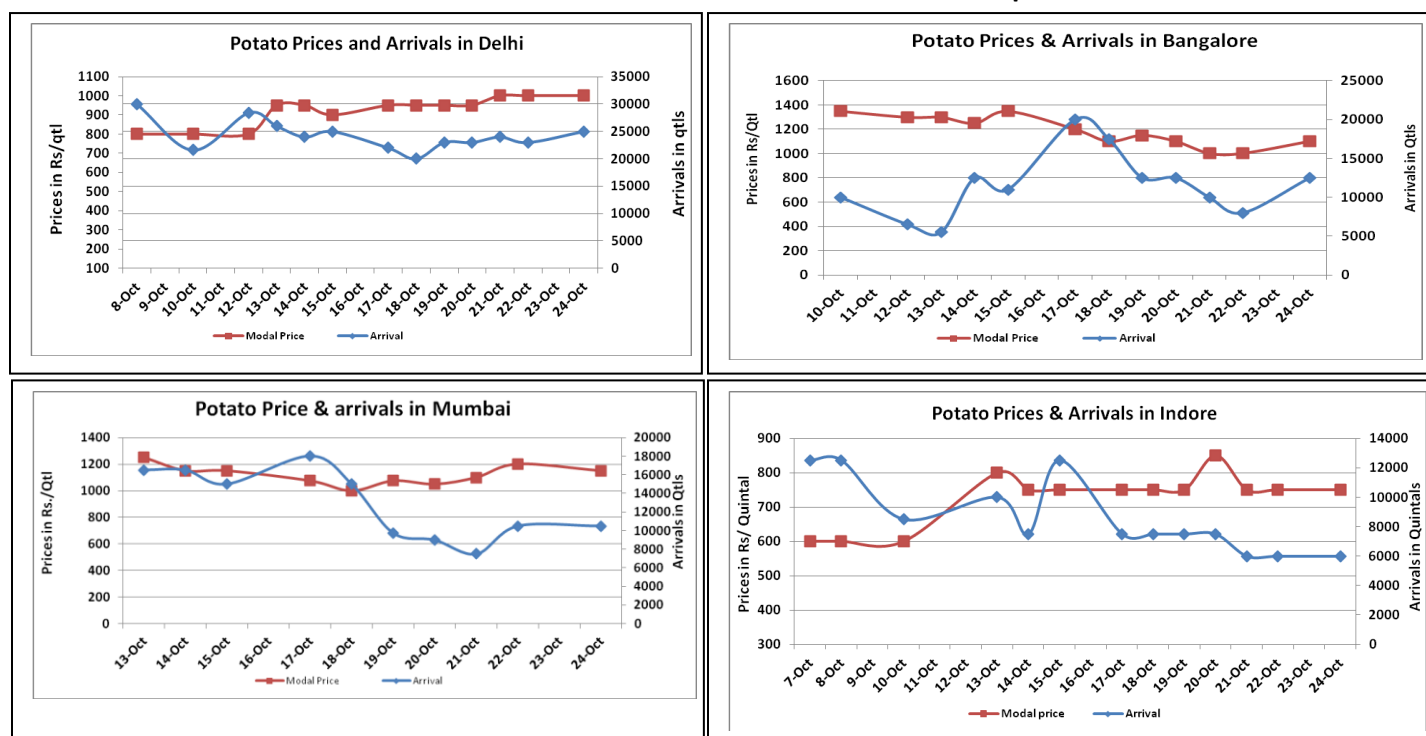 Potato Prices and Arrivals in Delhi
Prices in Rs/qtl
1100
1000
900
800
700
600
500
400
300
200
100
35000
30000
25000
20000
15000
10000
5000
0
Arrivals in qtls
8-Oct
9-Oct
10-Oct
11-Oct
12-Oct
13-Oct
14-Oct
15-Oct
16-Oct
17-Oct
18-Oct
19-Oct
20-Oct
21-Oct
22-Oct
23-Oct
24-Oct
Modal Price
Arrival
Potato Prices & Arrivals in Bangalore
Prices in Rs/Qtl
1600
1400
1200
1000
800
600
400
200
0
25000
20000
15000
10000
5000
0
Arrivals in Qtls
10-Oct
11-Oct
12-Oct
13-Oct
14-Oct
15-Oct
16-Oct
17-Oct
18-Oct
19-Oct
20-Oct
21-Oct
22-Oct
23-Oct
24-Oct
Modal Price
Arrival
Potato Price & arrivals in Mumbai
Prices in Rs./Qtl
1400
1200
1000
800
600
400
200
0
20000
18000
16000
14000
12000
10000
8000
6000
4000
2000
0
Arrivals in Qtls
13-Oct
14-Oct
15-Oct
16-Oct
17-Oct
18-Oct
19-Oct
20-Oct
21-Oct
22-Oct
23-Oct
24-Oct
Modal Price
Arrival
Potato Prices & Arrivals in Indore
Prices in Rs/ Quintal
900
800
700
600
500
400
300
14000
12000
10000
8000
6000
4000
2000
0
Arrivals in Quintals
7-Oct
8-Oct
9-Oct
10-Oct
11-Oct
12-Oct
13-Oct
14-Oct
15-Oct
16-Oct
17-Oct
18-Oct
19-Oct
20-Oct
21-Oct
22-Oct
23-Oct
24-Oct
Modal price
Arrival